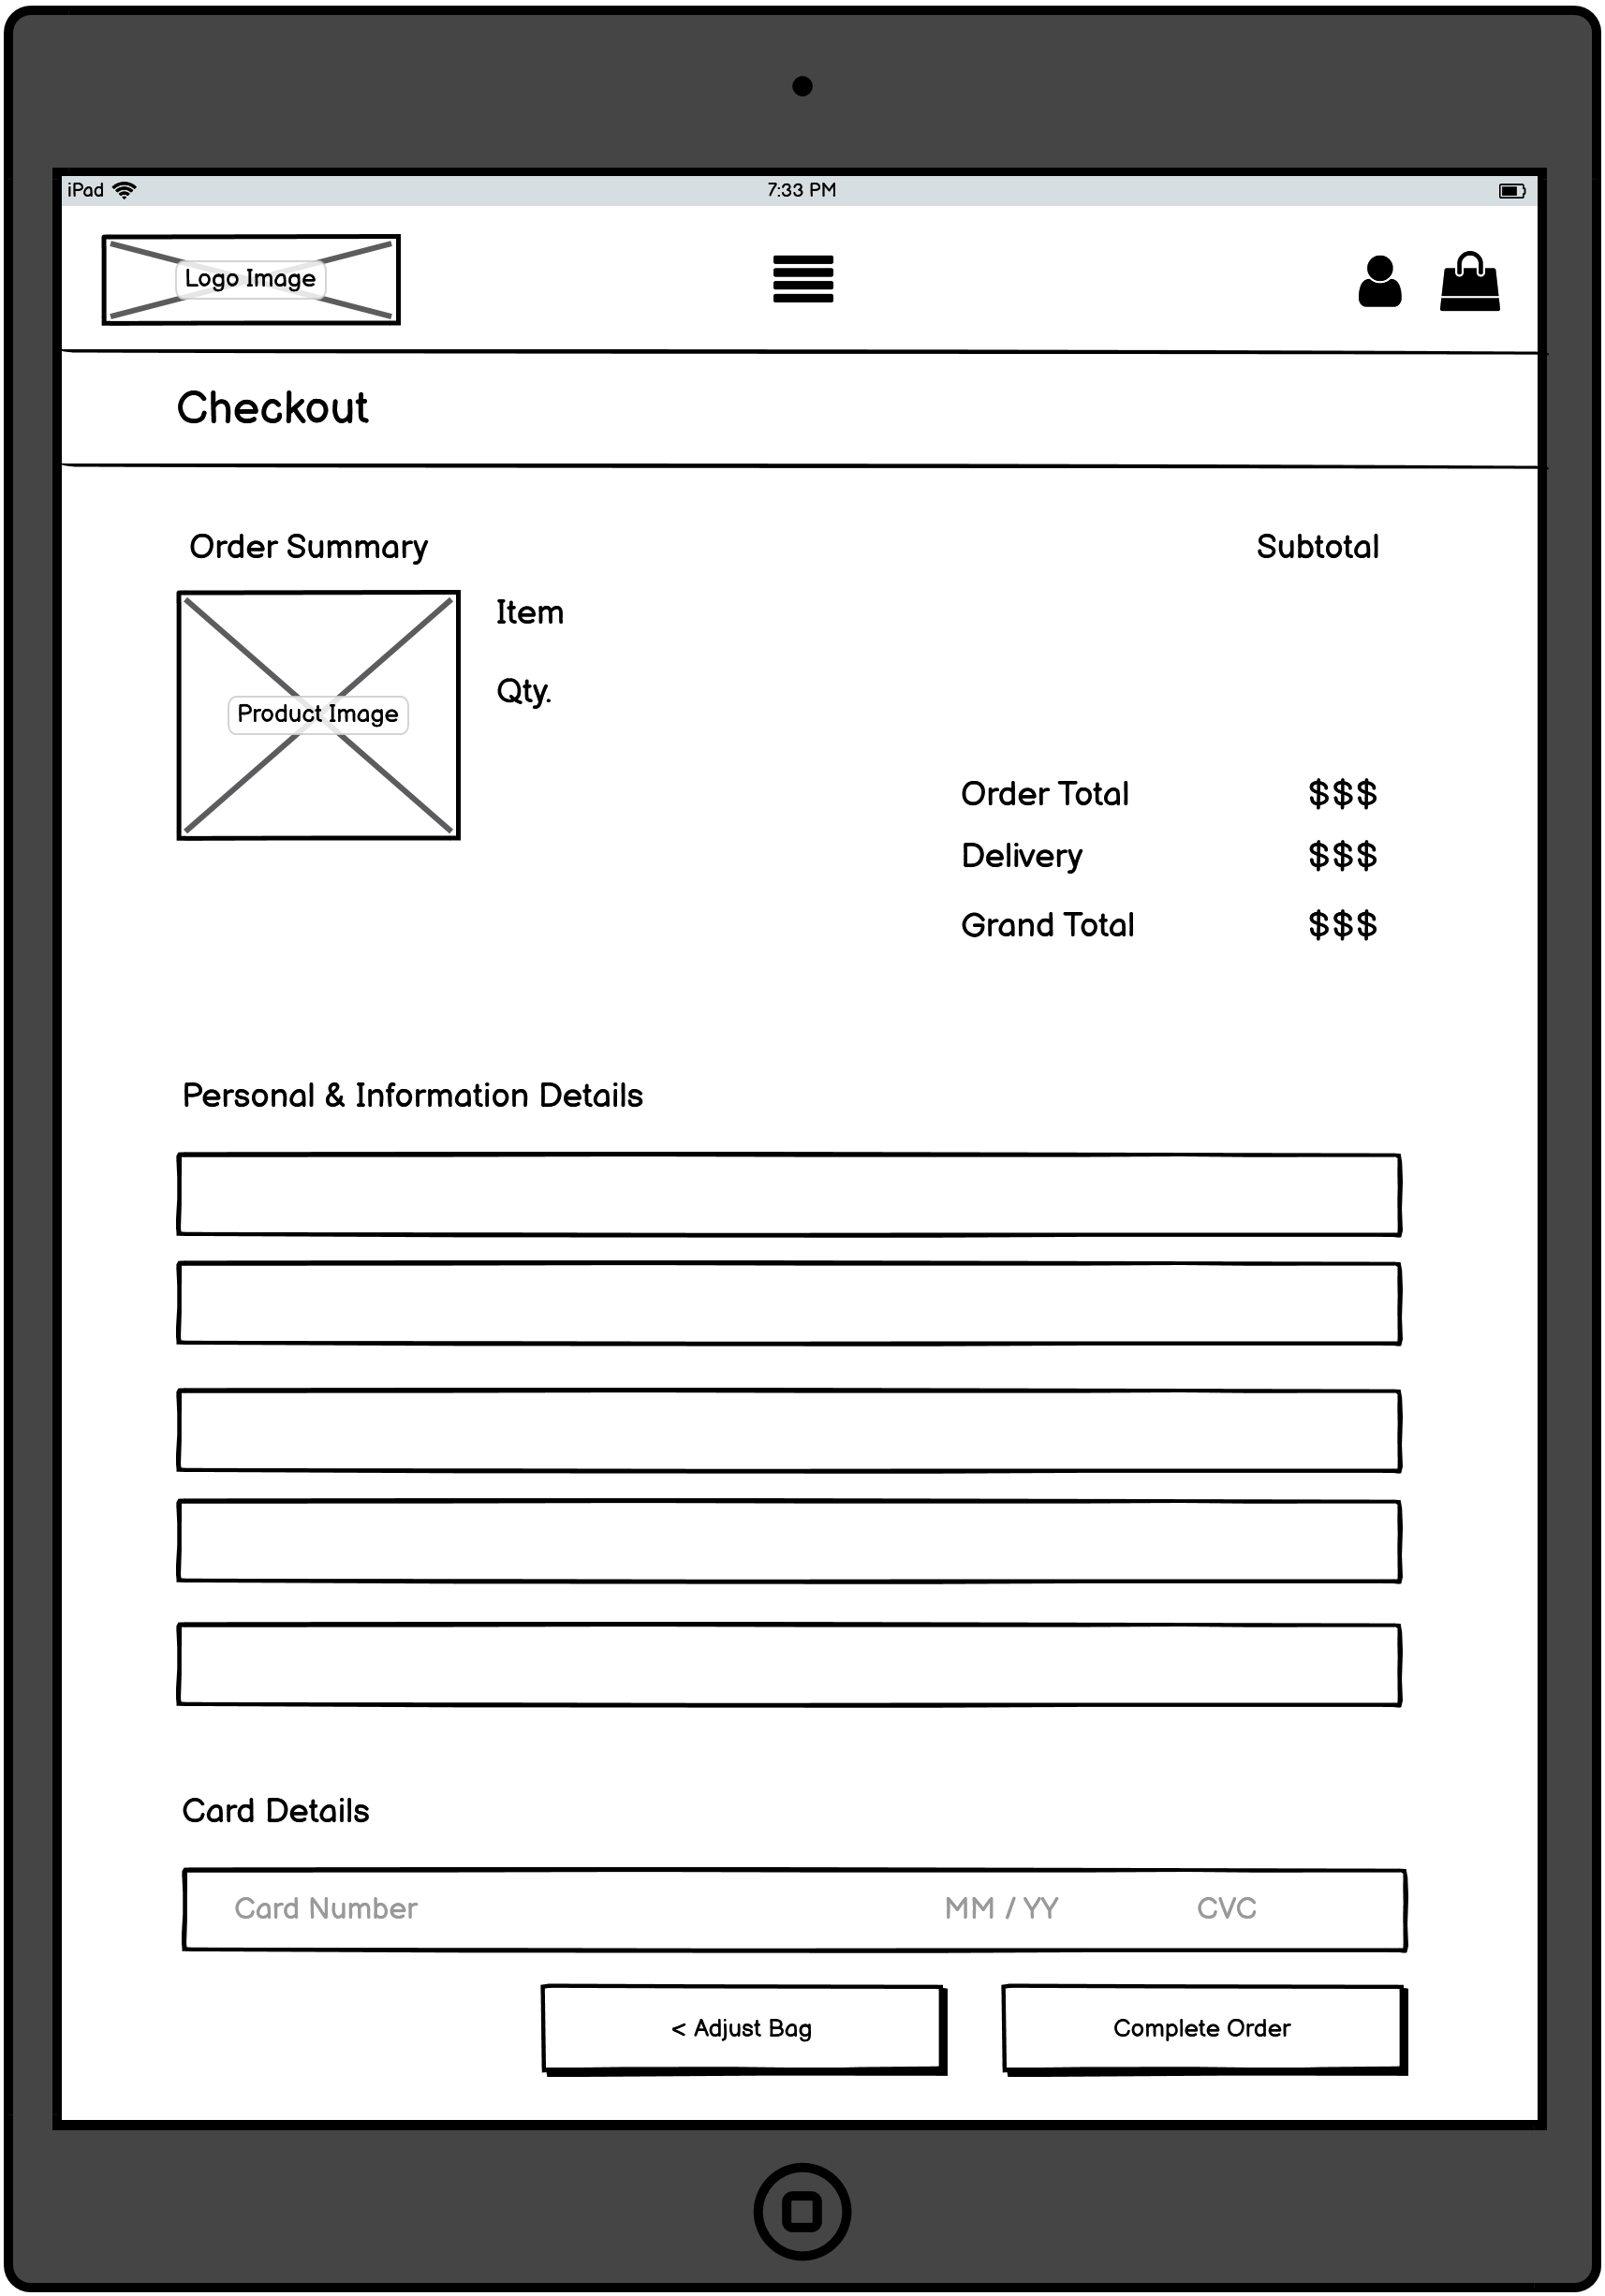 iPad 7:33 PM
Logo Image
Checkout
Order Summary Subtotal
Item
Qty.
Product Image
Order Total $$$
Delivery $$$
Grand Total $$$
Personal & Information Details
Card Details
Card Number MM / YY CVC
< Adjust Bag Complete Order